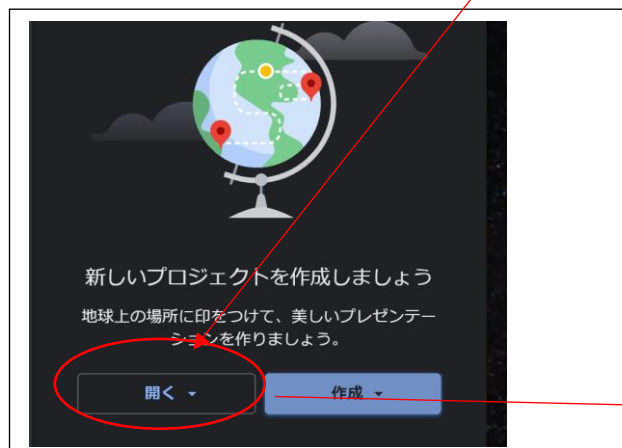 新しいプロジェクトを作成しましょう
地球上の場所に印をつけて、美しいプレゼンテー
ションを作りましょう。
開く
作成